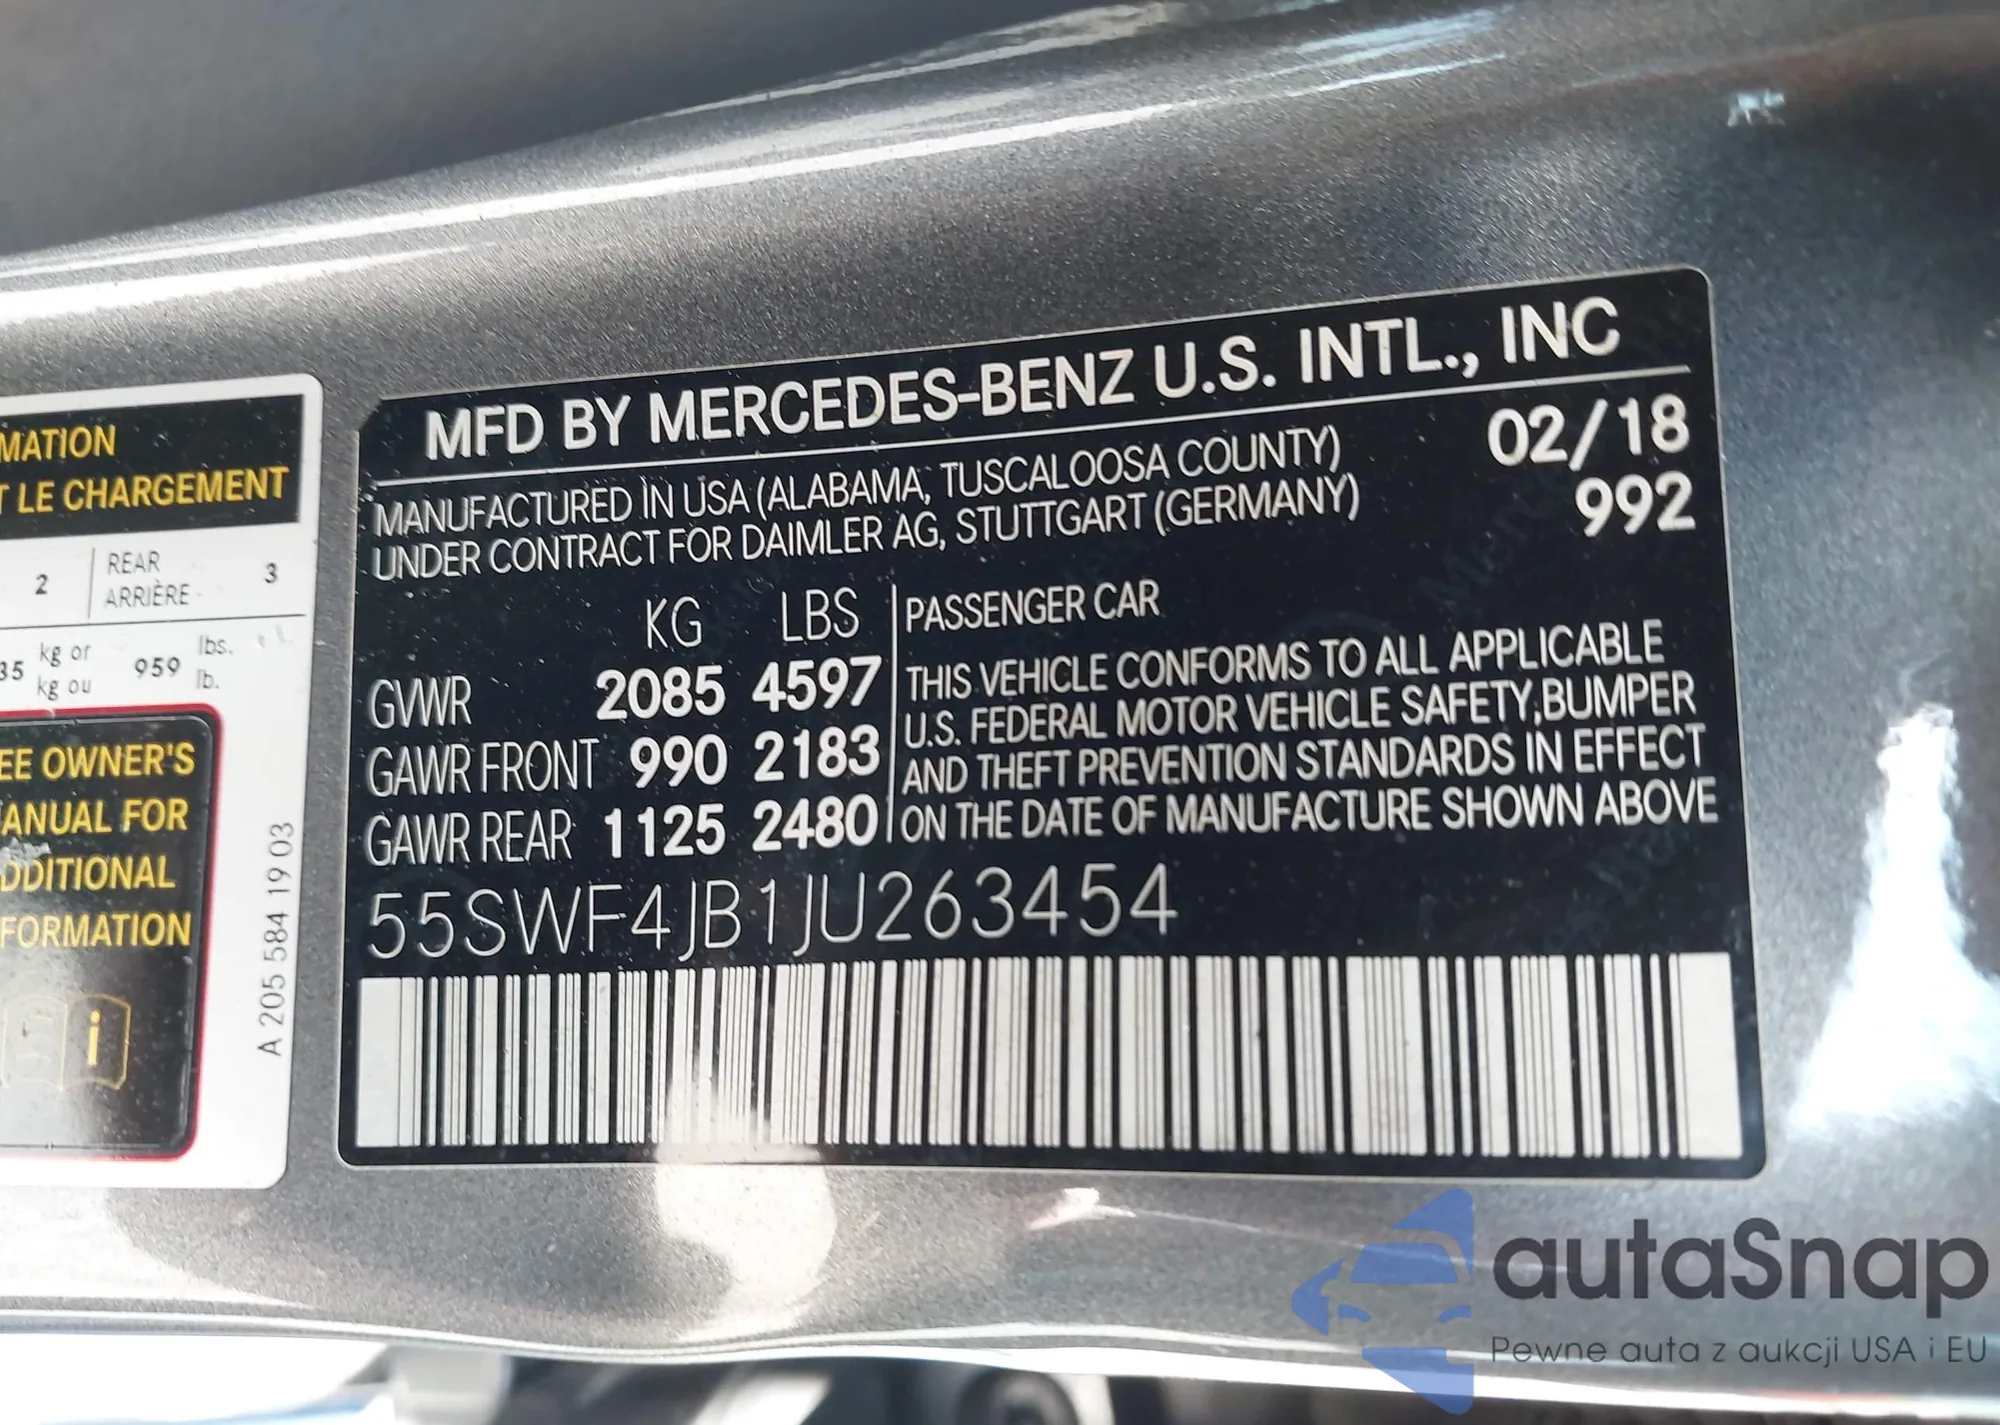 MATION
T LE CHARGEMENT
2 REAR 3
ARRIÈRE
35 kg or 959 lbs.
kg ou lb.
EE OWNER'S
ANUAL FOR
DDITIONAL
FORMATION
i
A 205 584 19 03
MFD BY MERCEDES-BENZ U.S. INTL., INC
MANUFACTURED IN USA (ALABAMA, TUSCALOOSA COUNTY) 02/18
UNDER CONTRACT FOR DAIMLER AG, STUTTGART (GERMANY) 992
KG LBS
GVWR 2085 4597
GAWR FRONT 990 2183
GAWR REAR 1125 2480
PASSENGER CAR
THIS VEHICLE CONFORMS TO ALL APPLICABLE
U.S. FEDERAL MOTOR VEHICLE SAFETY,BUMPER
AND THEFT PREVENTION STANDARDS IN EFFECT
ON THE DATE OF MANUFACTURE SHOWN ABOVE
55SWF4JB1JU263454
autaSnap
Pewne auta z aukcji USA i EU